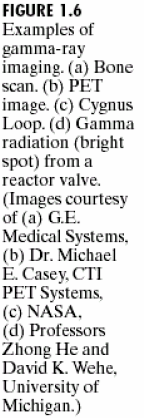 FIGURE 1.6
Examples of
gamma-ray
imaging. (a) Bone
scan. (b) PET
image. (c) Cygnus
Loop. (d) Gamma
radiation (bright
spot) from a
reactor valve.
(Images courtesy
of (a) G.E.
Medical Systems,
(b) Dr. Michael
E. Casey, CTI
PET Systems,
(c) NASA,
(d) Professors
Zhong He and
David K. Wehe,
University of
Michigan.)